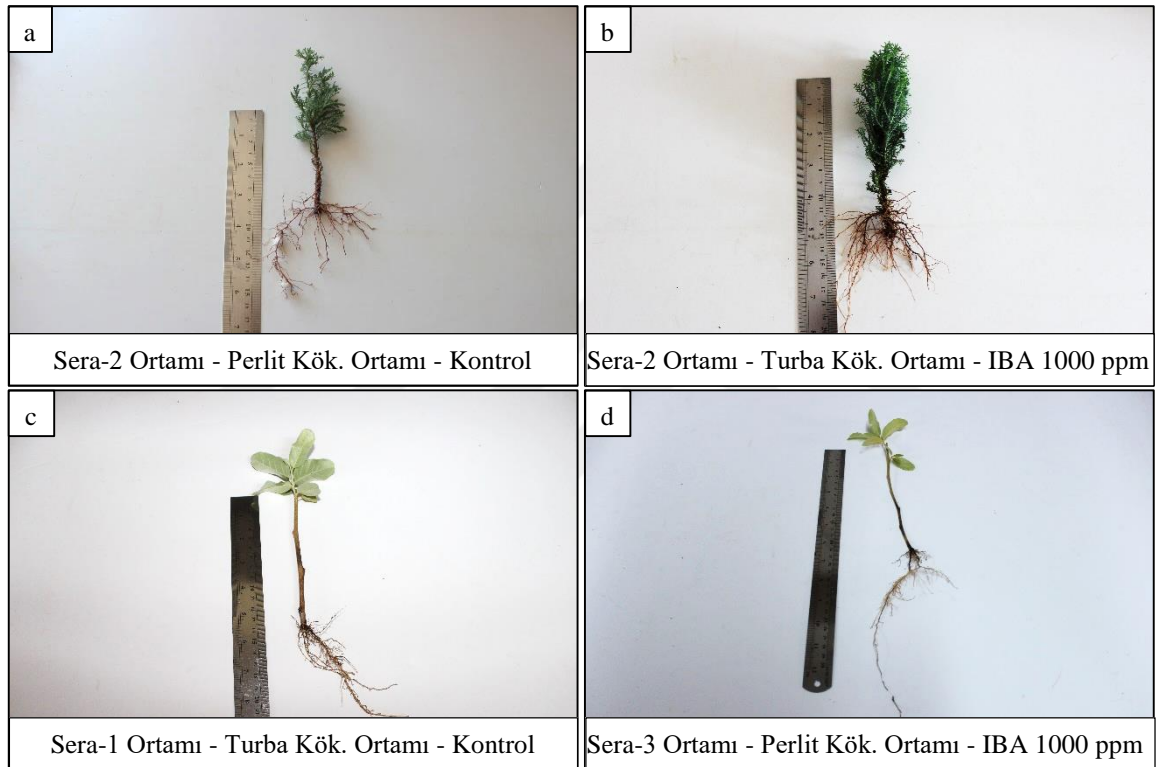 a
b
Sera-2 Ortamı - Perlit Kök. Ortamı - Kontrol
Sera-2 Ortamı - Turba Kök. Ortamı - IBA 1000 ppm
c
d
Sera-1 Ortamı - Turba Kök. Ortamı - Kontrol
Sera-3 Ortamı - Perlit Kök. Ortamı - IBA 1000 ppm